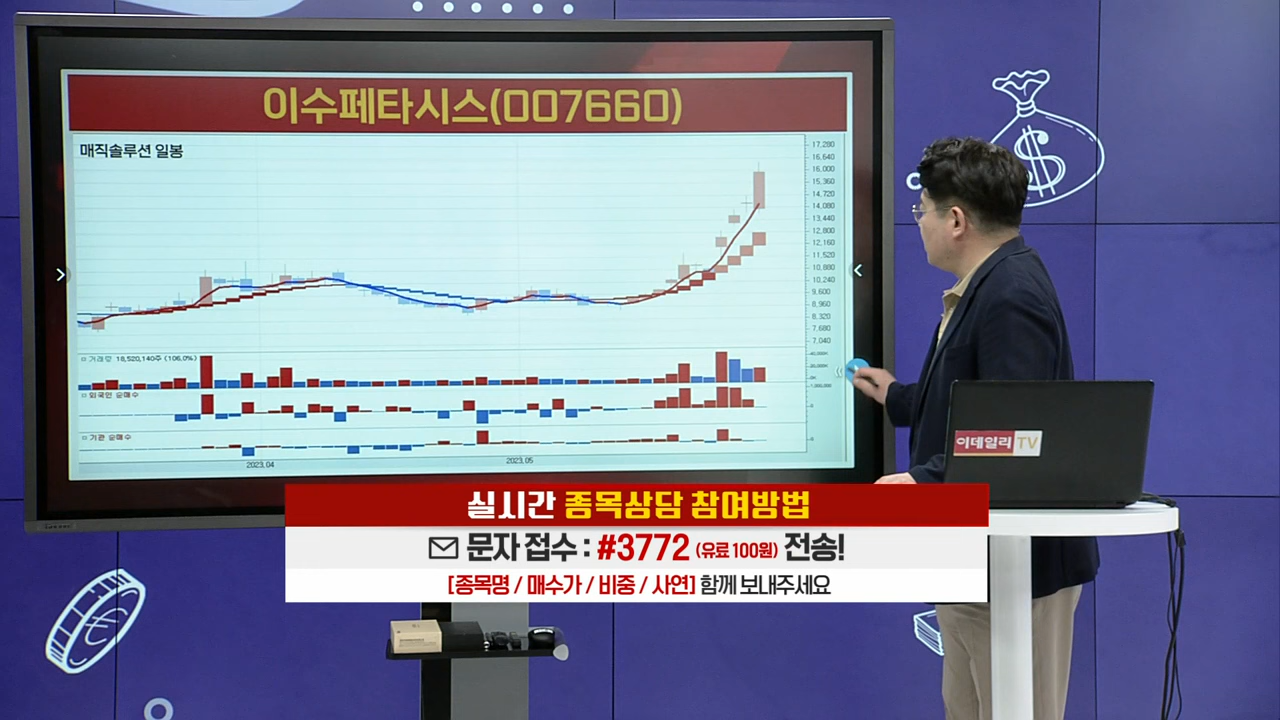 이수페타시스(007660)
매직솔루션 일봉
17,280
16,640
16,000
15,360
14,720
14,080
13,440
12,800
12,160
11,520
10,880
10,240
9,600
8,960
8,320
7,680
7,040
거래량 18,520,140주 (106.0%)
외국인 순매수
기관 순매수
2023.04
2023.05
이데일리 TV
실시간 종목상담 참여방법
문자 접수 : #3772 (유료 100원) 전송!
[종목명 / 매수가 / 비중 / 사연] 함께 보내주세요